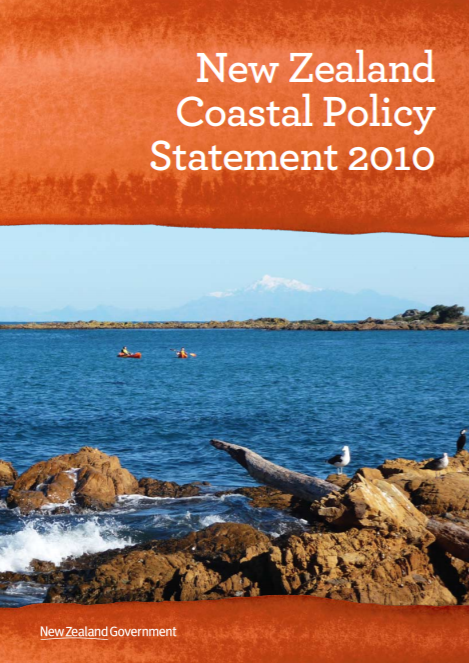 New Zealand
Coastal Policy
Statement 2010
New Zealand Government